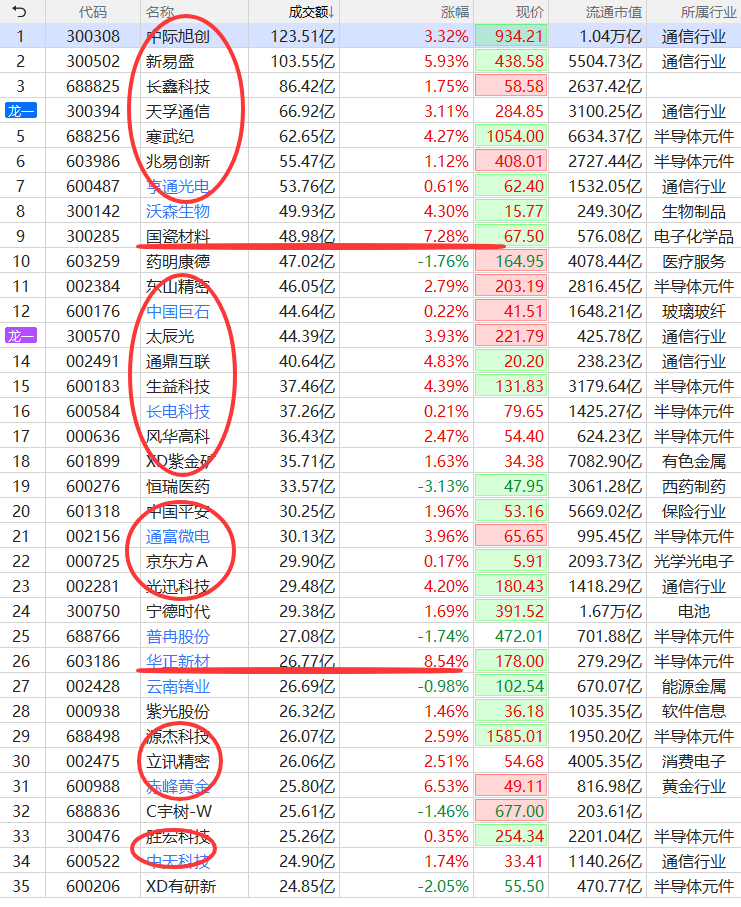 代码 名称 成交额↓ 涨幅 现价 流通市值 所属行业
1 300308 中际旭创 123.51亿 3.32% 934.21 1.04万亿 通信行业
2 300502 新易盛 103.55亿 5.93% 438.58 5504.73亿 通信行业
3 688825 长鑫科技 86.42亿 1.75% 58.58 2637.42亿
龙一 300394 天孚通信 66.92亿 3.11% 284.85 3100.25亿 通信行业
5 688256 寒武纪 62.65亿 4.27% 1054.00 6634.37亿 半导体元件
6 603986 兆易创新 55.47亿 1.12% 408.01 2727.44亿 半导体元件
7 600487 亨通光电 53.76亿 0.61% 62.40 1532.05亿 通信行业
8 300142 沃森生物 49.93亿 4.30% 15.77 249.30亿 生物制品
9 300285 国瓷材料 48.98亿 7.28% 67.50 576.08亿 电子化学品
10 603259 药明康德 47.02亿 -1.76% 164.95 4078.44亿 医疗服务
11 002384 东山精密 46.05亿 2.79% 203.19 2816.45亿 半导体元件
12 600176 中国巨石 44.64亿 0.22% 41.51 1648.21亿 玻璃玻纤
龙一 300570 太辰光 44.39亿 3.93% 221.79 425.78亿 通信行业
14 002491 通鼎互联 40.64亿 4.83% 20.20 238.23亿 通信行业
15 600183 生益科技 37.46亿 4.39% 131.83 3179.64亿 半导体元件
16 600584 长电科技 37.26亿 0.21% 79.65 1425.27亿 半导体元件
17 000636 风华高科 36.43亿 2.47% 54.40 624.23亿 半导体元件
18 601899 XD紫金矿 35.71亿 1.63% 34.38 7082.90亿 有色金属
19 600276 恒瑞医药 33.57亿 -3.13% 47.95 3061.28亿 西药制药
20 601318 中国平安 30.25亿 1.96% 53.16 5669.02亿 保险行业
21 002156 通富微电 30.13亿 3.96% 65.65 995.45亿 半导体元件
22 000725 京东方A 29.90亿 0.17% 5.91 2093.73亿 光学光电子
23 002281 光迅科技 29.48亿 4.20% 180.43 1418.29亿 通信行业
24 300750 宁德时代 29.38亿 1.69% 391.52 1.67万亿 电池
25 688766 普冉股份 27.08亿 -1.74% 472.01 701.88亿 半导体元件
26 603186 华正新材 26.77亿 8.54% 178.00 279.29亿 半导体元件
27 002428 云南锗业 26.69亿 -0.98% 102.54 670.07亿 能源金属
28 000938 紫光股份 26.32亿 1.46% 36.18 1035.35亿 软件信息
29 688498 源杰科技 26.07亿 2.59% 1585.01 1950.20亿 半导体元件
30 002475 立讯精密 26.06亿 2.51% 54.68 4005.35亿 消费电子
31 600988 赤峰黄金 25.80亿 6.53% 49.11 816.98亿 黄金行业
32 688836 C宇树-W 25.61亿 -1.46% 677.00 203.61亿
33 300476 胜宏科技 25.26亿 0.35% 254.34 2201.04亿 半导体元件
34 600522 中天科技 24.90亿 1.74% 33.41 1140.26亿 通信行业
35 600206 XD有研新 24.85亿 -2.05% 55.50 470.77亿 半导体元件